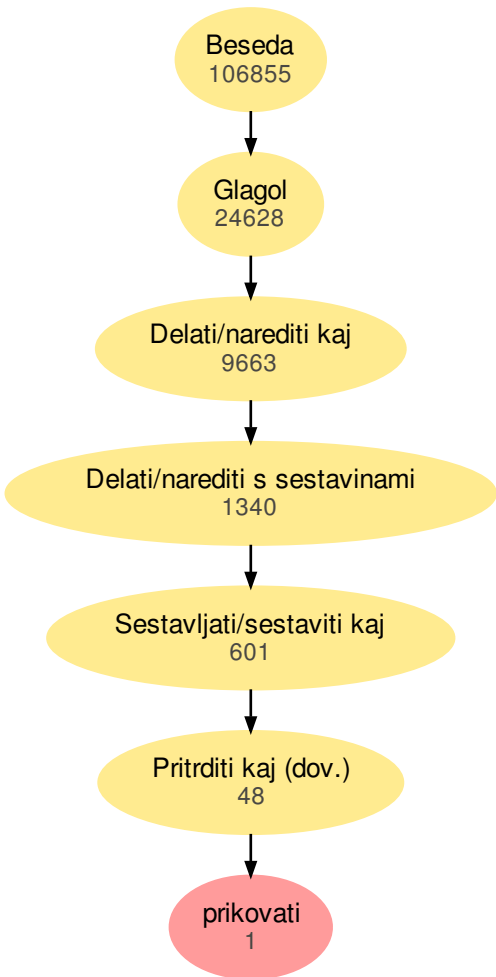 Beseda
106855
Glagol
24628
Delati/narediti kaj
9663
Delati/narediti s sestavinami
1340
Sestavljati/sestaviti kaj
601
Pritrditi kaj (dov.)
48
prikovati
1